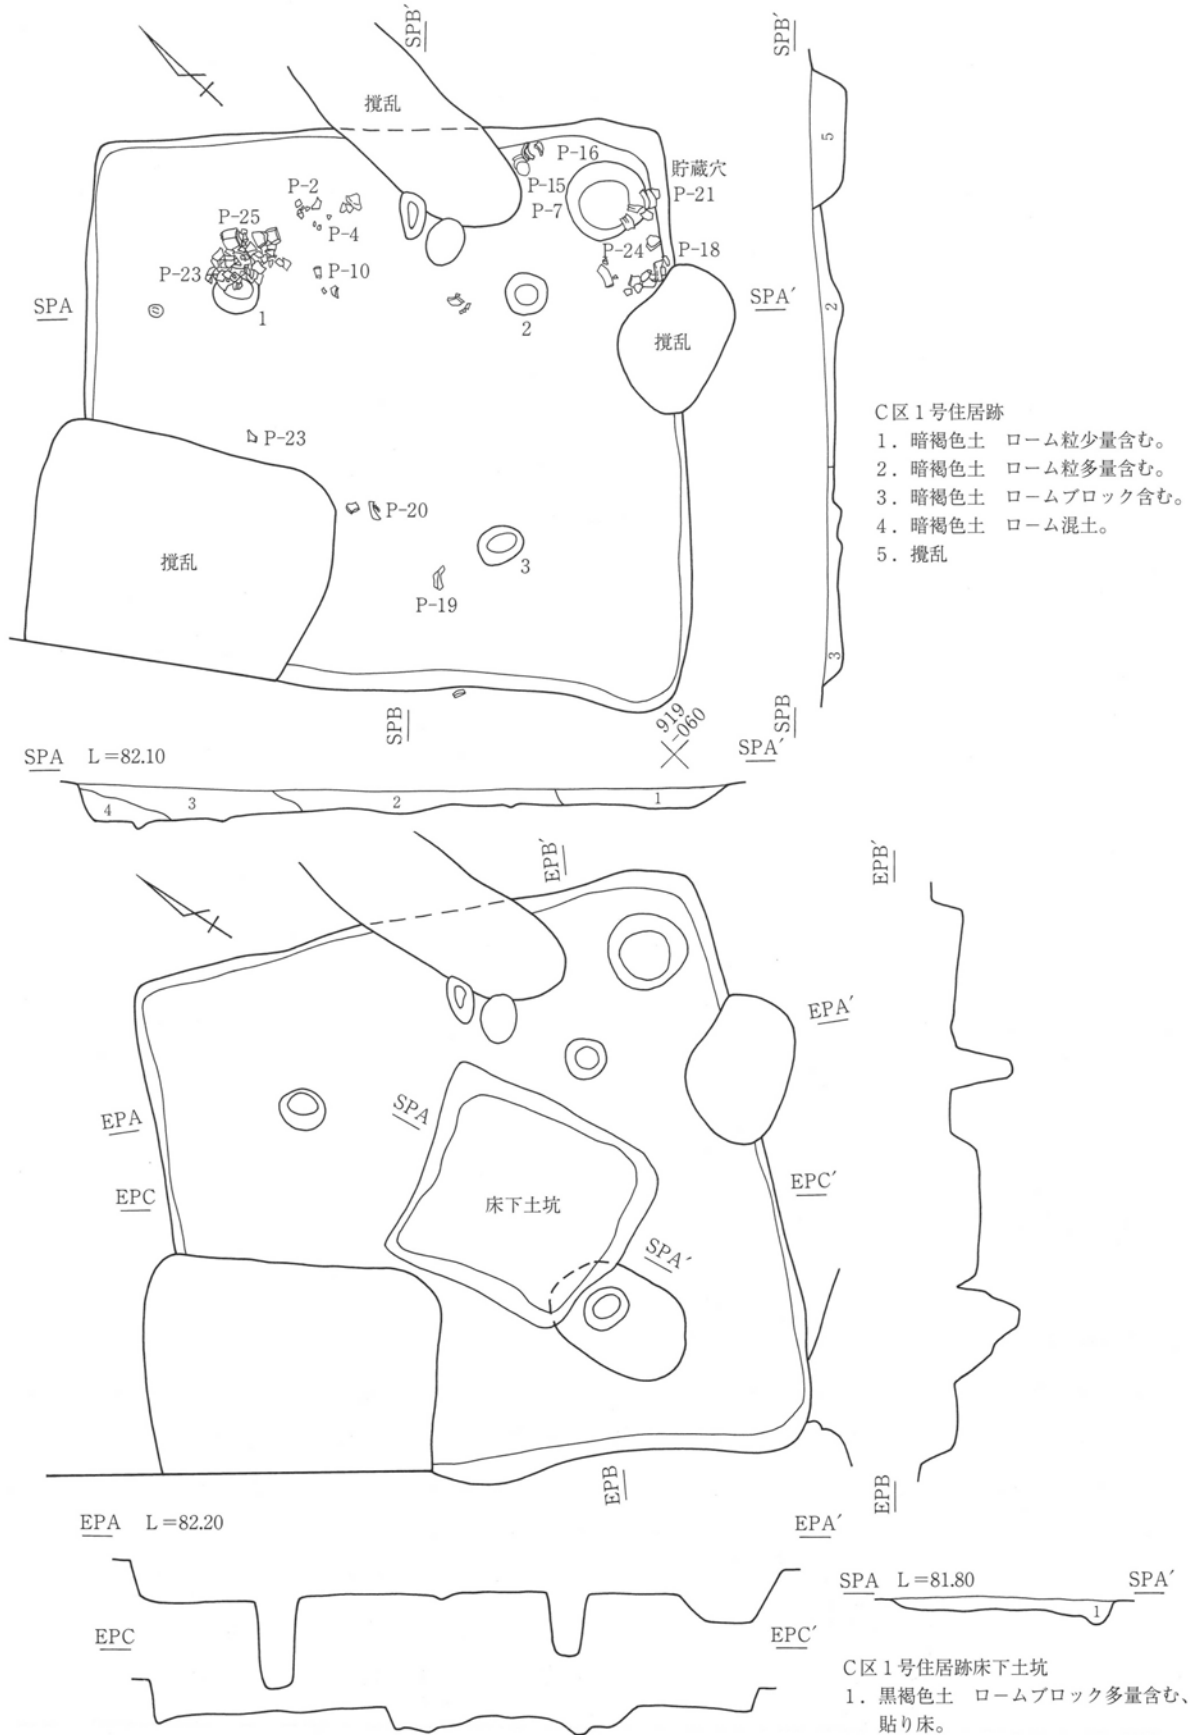 SPB′
SPB′
攪乱
5
P-16
貯蔵穴
P-15
P-21
P-2
P-7
P-25
P-4
P-24
P-18
P-23
P-10
SPA
SPA′
1
2
2
攪乱
C区1号住居跡
1．暗褐色土　ローム粒少量含む。
2．暗褐色土　ローム粒多量含む。
3．暗褐色土　ロームブロック含む。
4．暗褐色土　ローム混土。
5．攪乱
P-23
P-20
攪乱
3
P-19
3
SPB
919
-060
SPB
SPA　L＝82.10
SPA′
4
3
2
1
EPB′
EPB′
EPA′
EPA
SPA
EPC
EPC′
床下土坑
SPA′
EPB
EPB
EPA　L＝82.20
EPA′
SPA　L＝81.80
SPA′
1
EPC
EPC′
C区1号住居跡床下土坑
1．黒褐色土　ロームブロック多量含む、
貼り床。